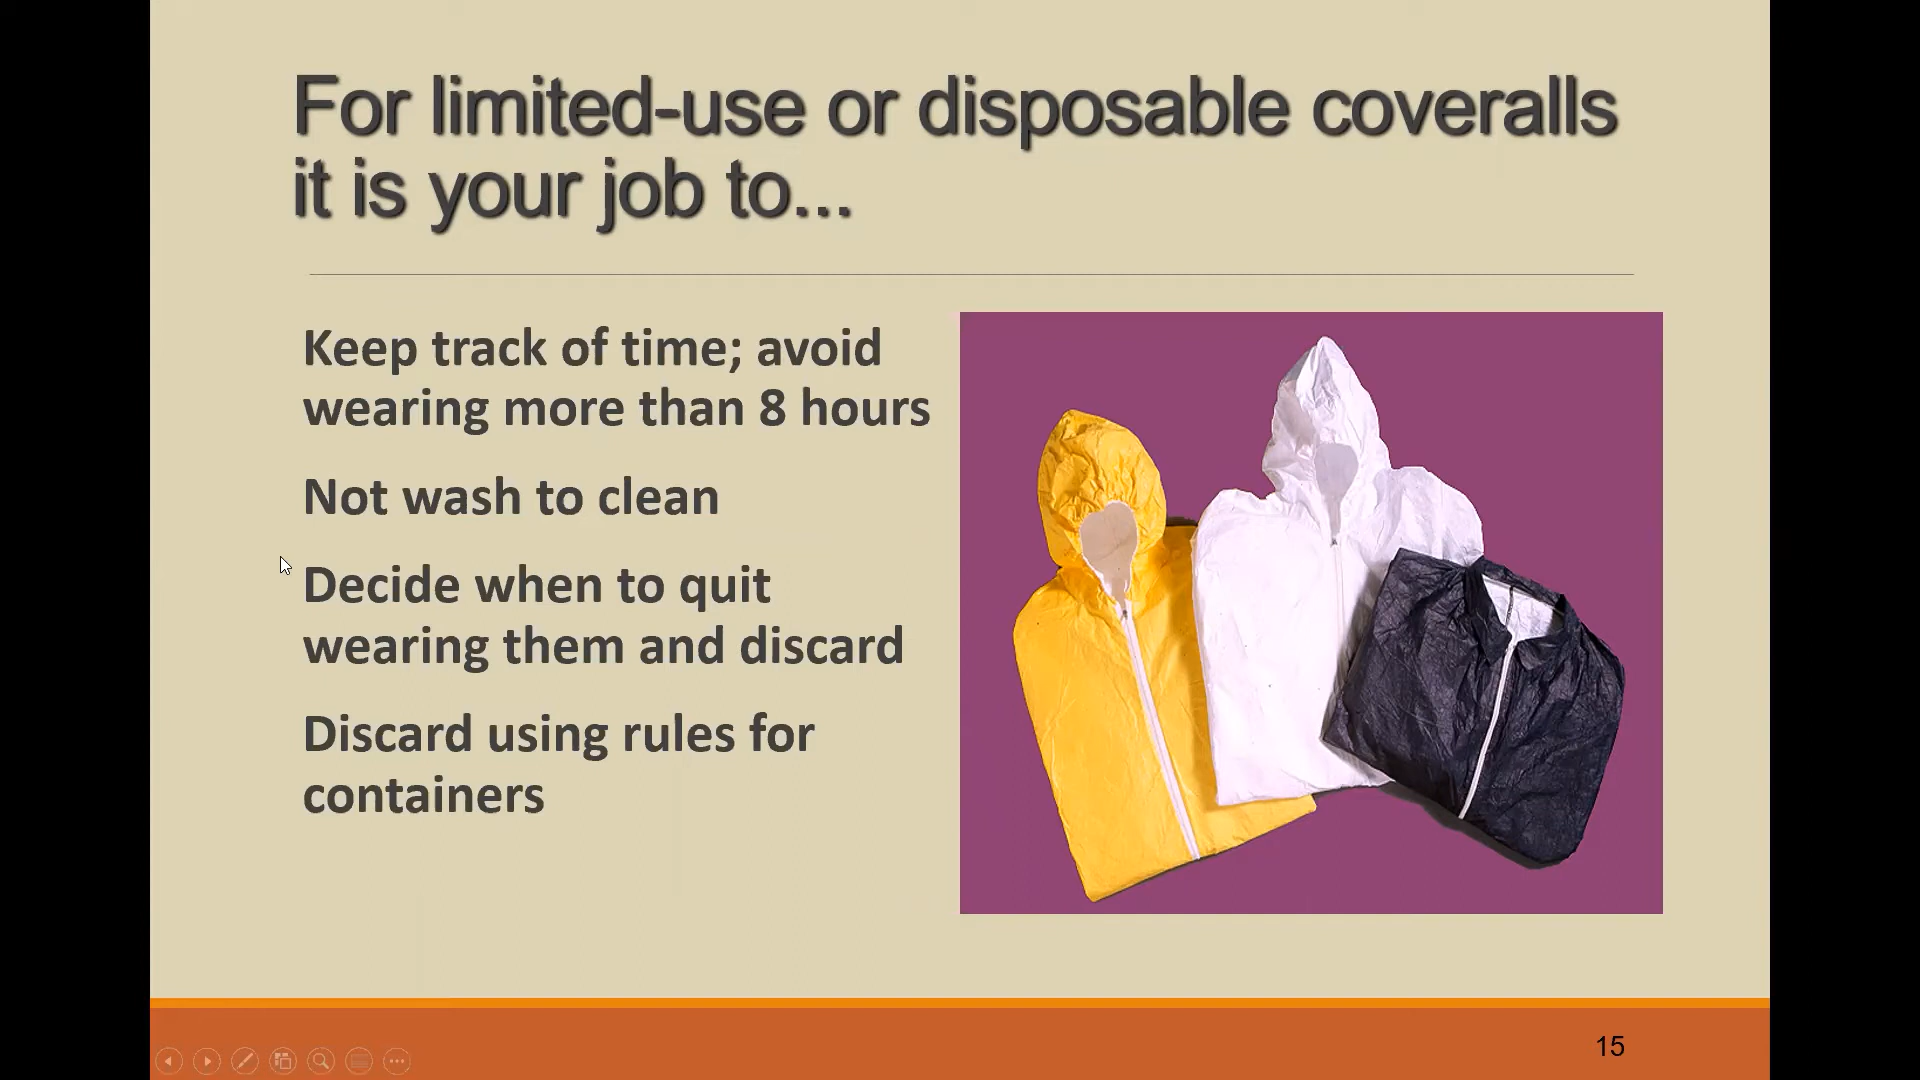 For limited-use or disposable coveralls
it is your job to...
Keep track of time; avoid
wearing more than 8 hours
Not wash to clean
Decide when to quit
wearing them and discard
Discard using rules for
containers
15